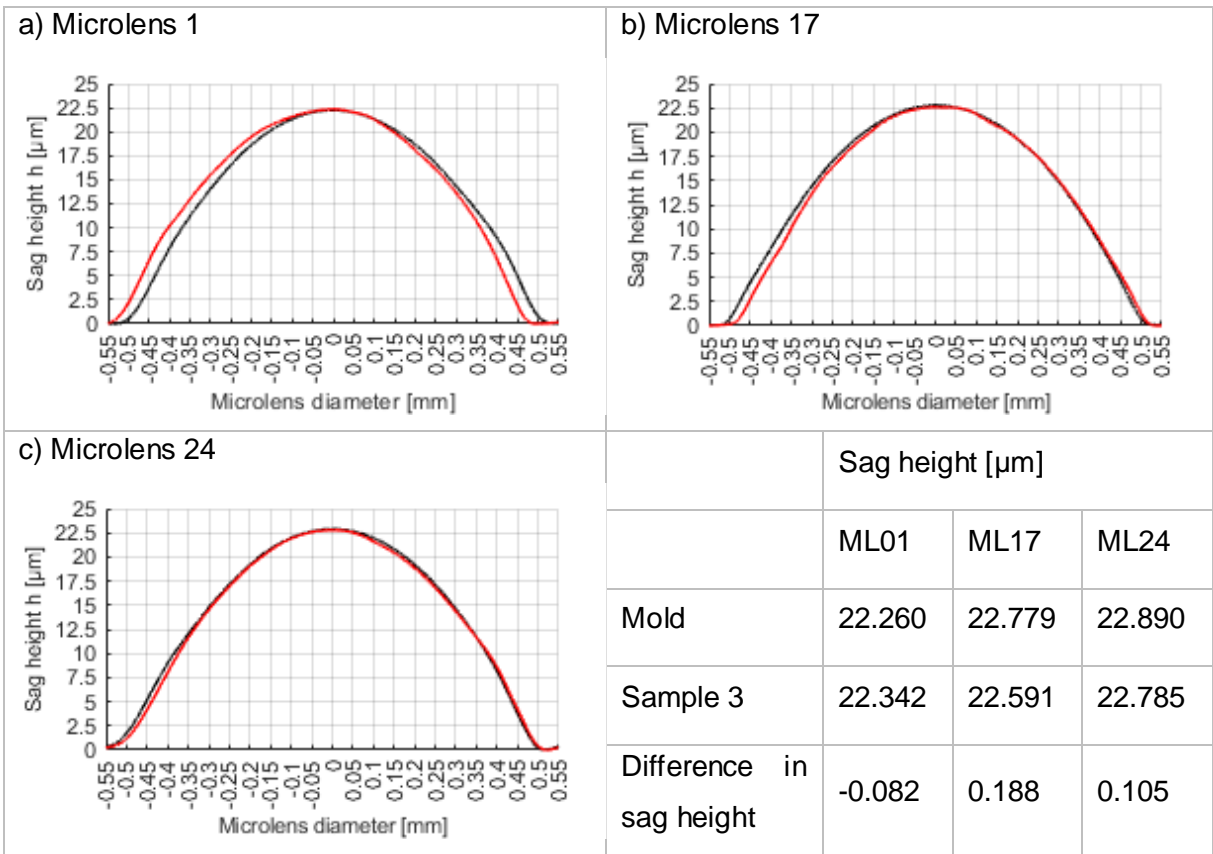 a) Microlens 1
25
22.5
20
17.5
15
12.5
10
7.5
5
2.5
0
Sag height h [µm]
-0.55 -0.5 -0.45 -0.4 -0.35 -0.3 -0.25 -0.2 -0.15 -0.1 -0.05 0 0.05 0.1 0.15 0.2 0.25 0.3 0.35 0.4 0.45 0.5 0.55
Microlens diameter [mm]
b) Microlens 17
25
22.5
20
17.5
15
12.5
10
7.5
5
2.5
0
Sag height h [µm]
-0.55 -0.5 -0.45 -0.4 -0.35 -0.3 -0.25 -0.2 -0.15 -0.1 -0.05 0 0.05 0.1 0.15 0.2 0.25 0.3 0.35 0.4 0.45 0.5 0.55
Microlens diameter [mm]
c) Microlens 24
25
22.5
20
17.5
15
12.5
10
7.5
5
2.5
0
Sag height h [µm]
-0.55 -0.5 -0.45 -0.4 -0.35 -0.3 -0.25 -0.2 -0.15 -0.1 -0.05 0 0.05 0.1 0.15 0.2 0.25 0.3 0.35 0.4 0.45 0.5 0.55
Microlens diameter [mm]
Sag height [µm]
ML01 ML17 ML24
Mold 22.260 22.779 22.890
Sample 3 22.342 22.591 22.785
Difference in
sag height -0.082 0.188 0.105